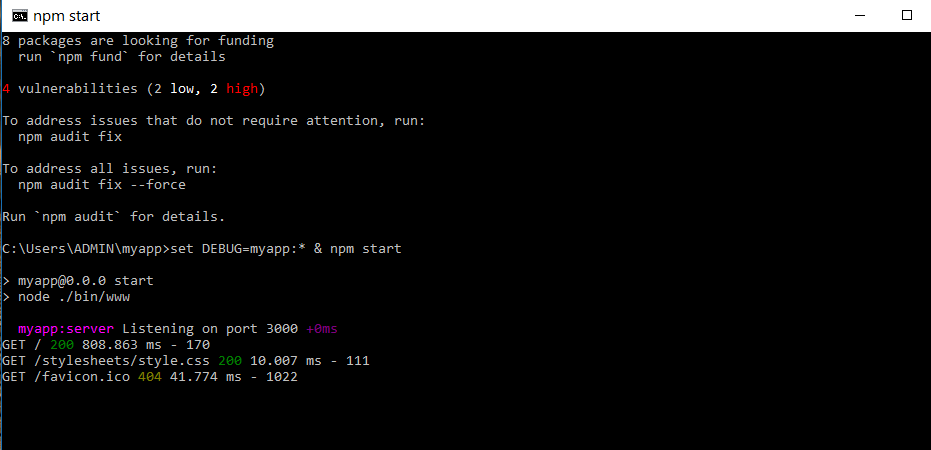 npm start
8 packages are looking for funding
run `npm fund` for details
4 vulnerabilities (2 low, 2 high)
To address issues that do not require attention, run:
npm audit fix
To address all issues, run:
npm audit fix --force
Run `npm audit` for details.
C:\Users\ADMIN\myapp>set DEBUG=myapp:* & npm start
> myapp@0.0.0 start
> node ./bin/www
myapp:server Listening on port 3000 +0ms
GET / 200 808.863 ms - 170
GET /stylesheets/style.css 200 10.007 ms - 111
GET /favicon.ico 404 41.774 ms - 1022